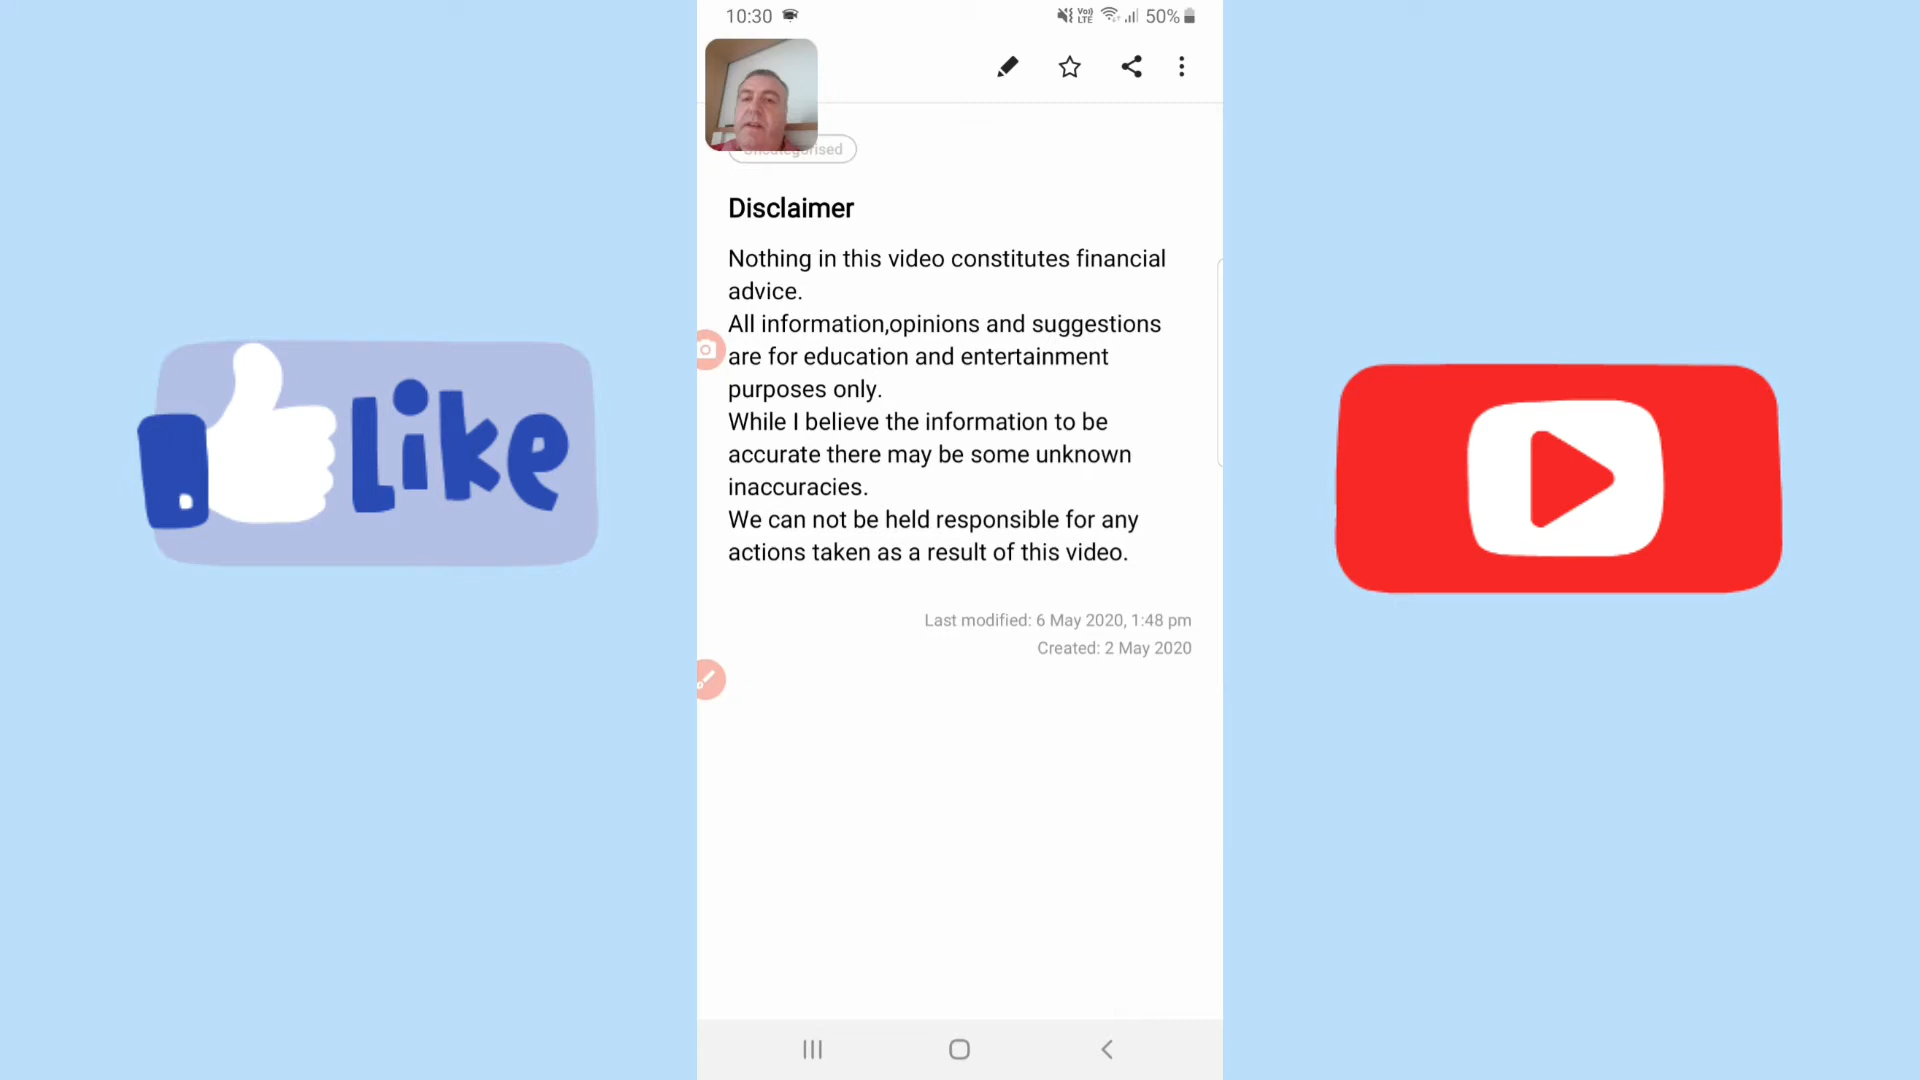 10:30
Vo)) LTE 50%
Disclaimer
Nothing in this video constitutes financial
advice.
All information,opinions and suggestions
are for education and entertainment
purposes only.
While I believe the information to be
accurate there may be some unknown
inaccuracies.
We can not be held responsible for any
actions taken as a result of this video.
Last modified: 6 May 2020, 1:48 pm
Created: 2 May 2020
Like